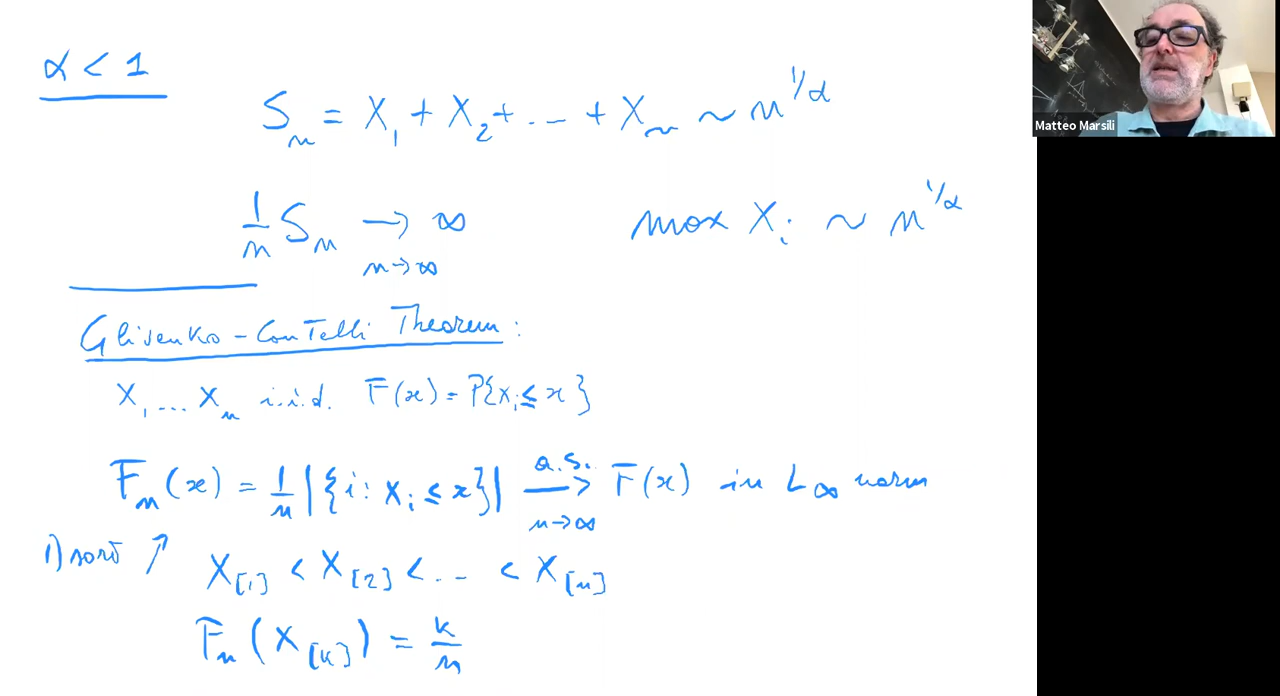 α < 1
S_n = X_1 + X_2 + ... + X_n ~ n^{1/α}
1/n S_n → ∞ max X_i ~ n^{1/α}
n→∞
Glivenko-Cantelli Theorem:
X_1 ... X_n i.i.d. F(x) = P{X_i ≤ x}
F_n(x) = 1/n |{i: X_i ≤ x}| a.s. → n→∞ F(x) in L_∞ norm
1) sort ↗ X_[1] < X_[2] < ... < X_[n]
F_n(X_[k]) = k/n
Matteo Marsili